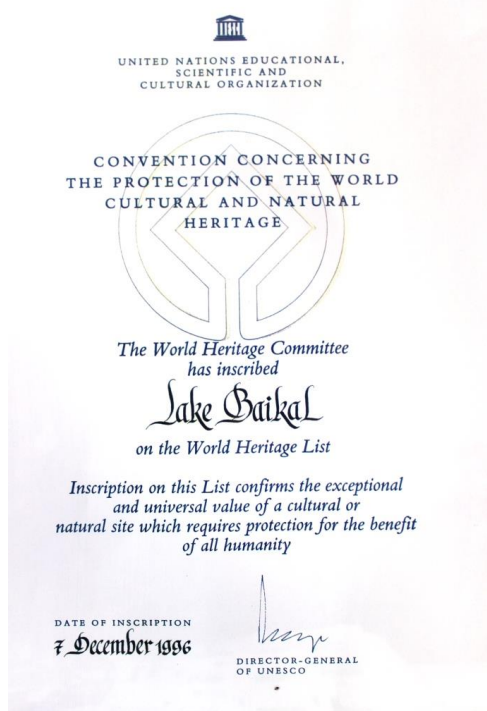 UNITED NATIONS EDUCATIONAL,
SCIENTIFIC AND
CULTURAL ORGANIZATION
CONVENTION CONCERNING
THE PROTECTION OF THE WORLD
CULTURAL AND NATURAL
HERITAGE
The World Heritage Committee
has inscribed
Lake Baikal
on the World Heritage List
Inscription on this List confirms the exceptional
and universal value of a cultural or
natural site which requires protection for the benefit
of all humanity
DATE OF INSCRIPTION
7 December 1996
DIRECTOR-GENERAL
OF UNESCO